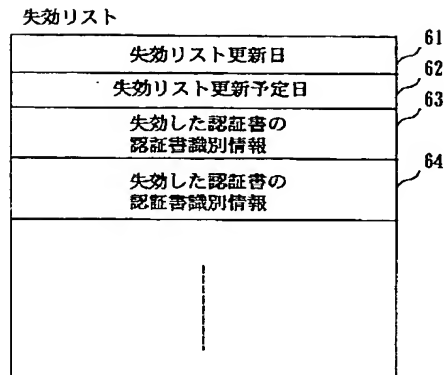 失効リスト
失効リスト更新日
61
失効リスト更新予定日
62
失効した認証書の
認証書識別情報
63
失効した認証書の
認証書識別情報
64